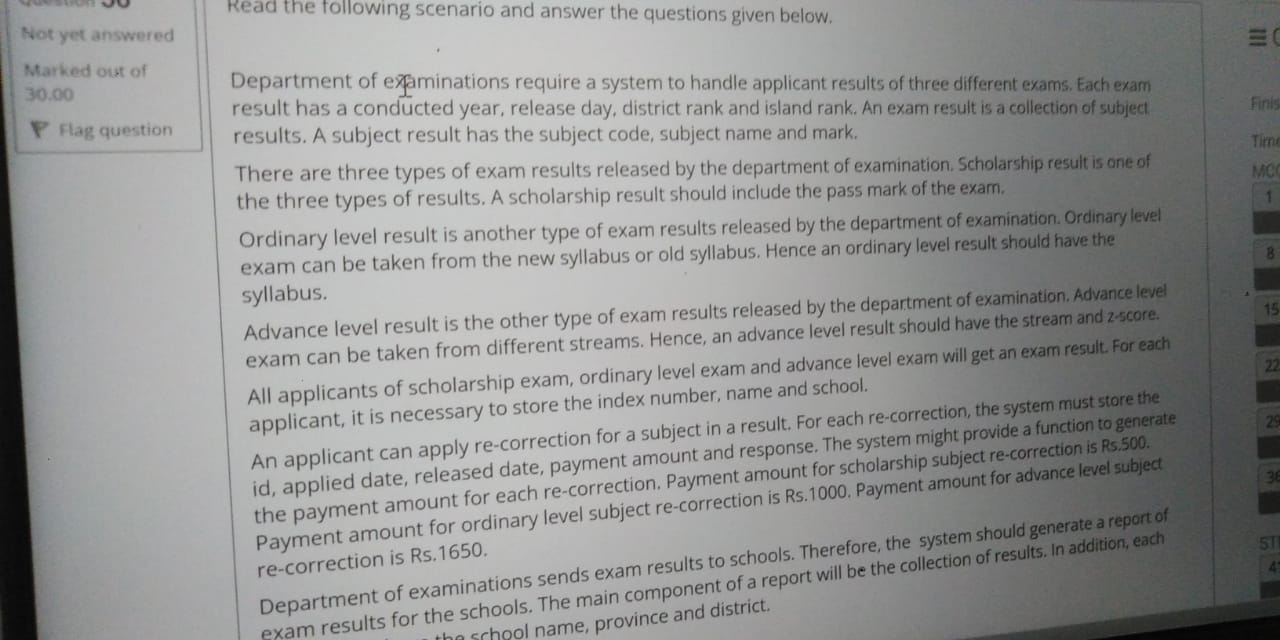 Question 36
Not yet answered
Marked out of
30.00
Flag question
Read the following scenario and answer the questions given below.
Department of examinations require a system to handle applicant results of three different exams. Each exam
result has a conducted year, release day, district rank and island rank. An exam result is a collection of subject
results. A subject result has the subject code, subject name and mark.
There are three types of exam results released by the department of examination. Scholarship result is one of
the three types of results. A scholarship result should include the pass mark of the exam.
Ordinary level result is another type of exam results released by the department of examination. Ordinary level
exam can be taken from the new syllabus or old syllabus. Hence an ordinary level result should have the
syllabus.
Advance level result is the other type of exam results released by the department of examination. Advance level
exam can be taken from different streams. Hence, an advance level result should have the stream and z-score.
All applicants of scholarship exam, ordinary level exam and advance level exam will get an exam result. For each
applicant, it is necessary to store the index number, name and school.
An applicant can apply re-correction for a subject in a result. For each re-correction, the system must store the
id, applied date, released date, payment amount and response. The system might provide a function to generate
the payment amount for each re-correction. Payment amount for scholarship subject re-correction is Rs.500.
Payment amount for ordinary level subject re-correction is Rs.1000. Payment amount for advance level subject
re-correction is Rs.1650.
Department of examinations sends exam results to schools. Therefore, the system should generate a report of
exam results for the schools. The main component of a report will be the collection of results. In addition, each
the school name, province and district.
Finis
Time
MCC
1
8
15
22
29
36